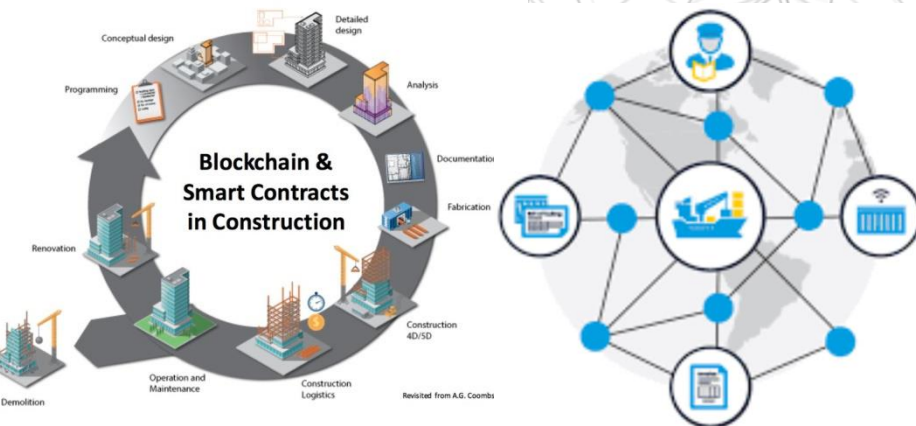 Conceptual design
Detailed
design
Programming
Analysis
Blockchain &
Smart Contracts
in Construction
Documentation
Fabrication
Renovation
Construction
4D/5D
Operation and
Maintenance
Construction
Logistics
Demolition
Revisited from A.G. Coombs